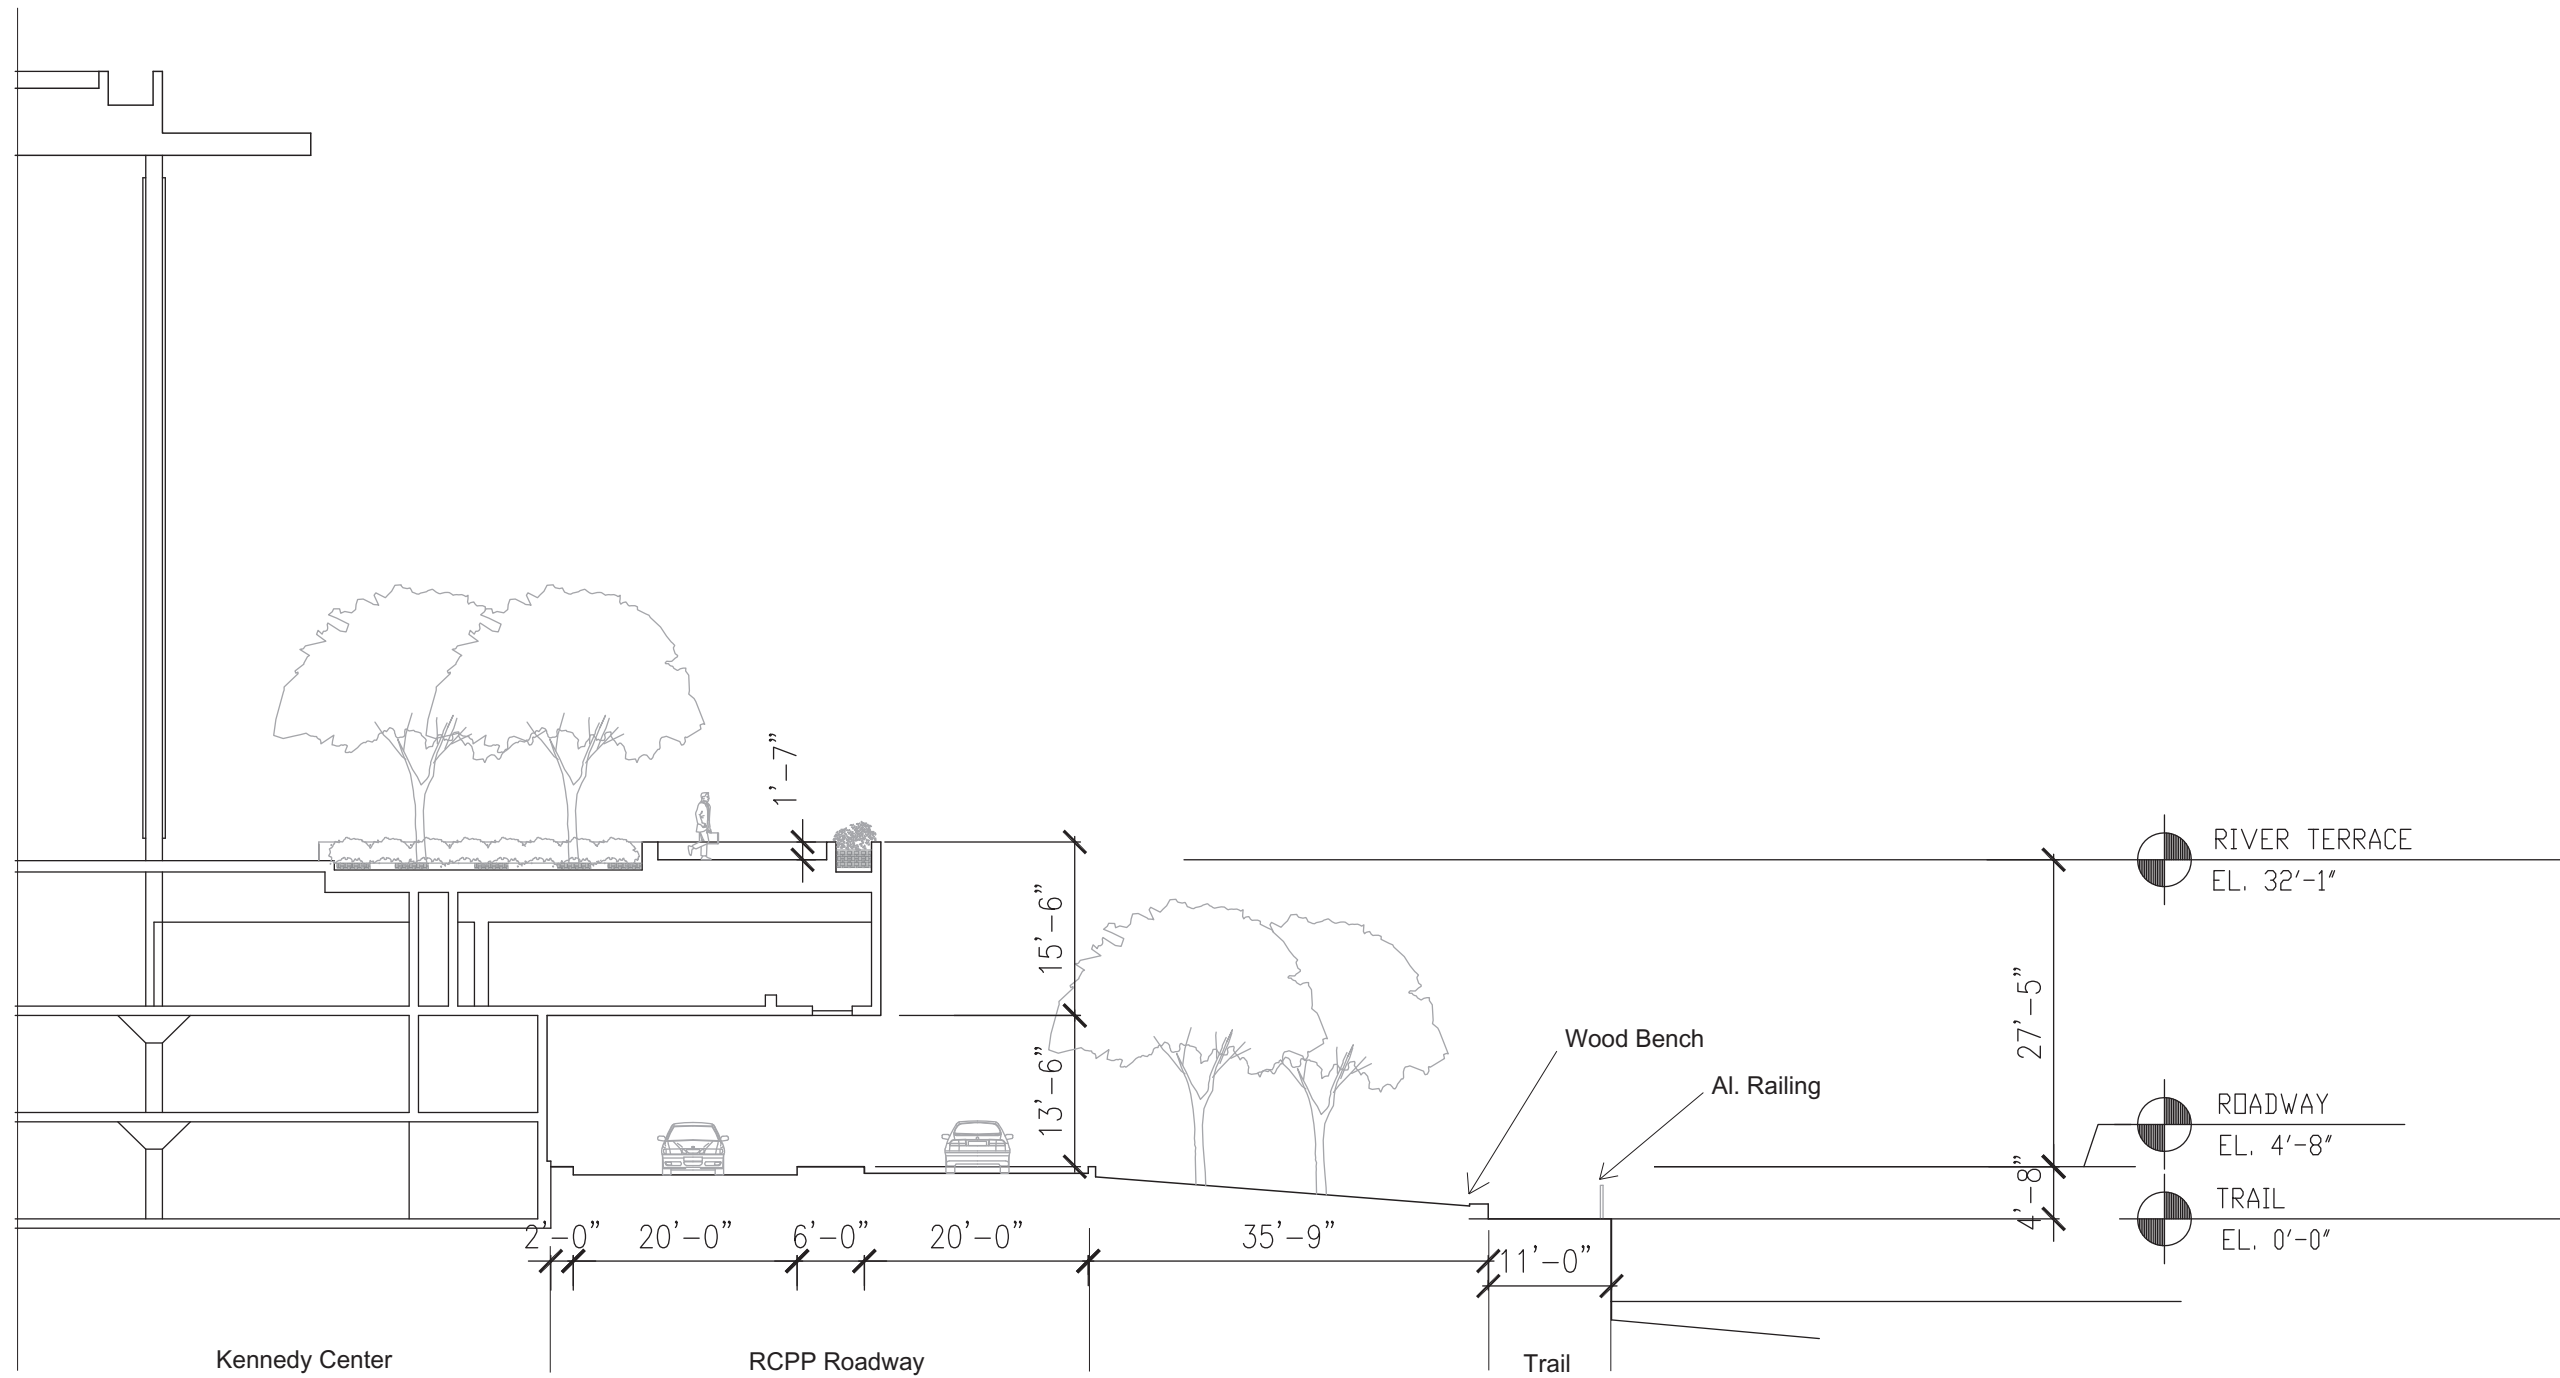 1'-7"
RIVER TERRACE
EL. 32'-1"
15'-6"
27'-5"
13'-6"
Wood Bench
Al. Railing
ROADWAY
EL. 4'-8"
4'-8"
TRAIL
EL. 0'-0"
2'-0" 20'-0" 6'-0" 20'-0" 35'-9"
11'-0"
Kennedy Center RCPP Roadway Trail